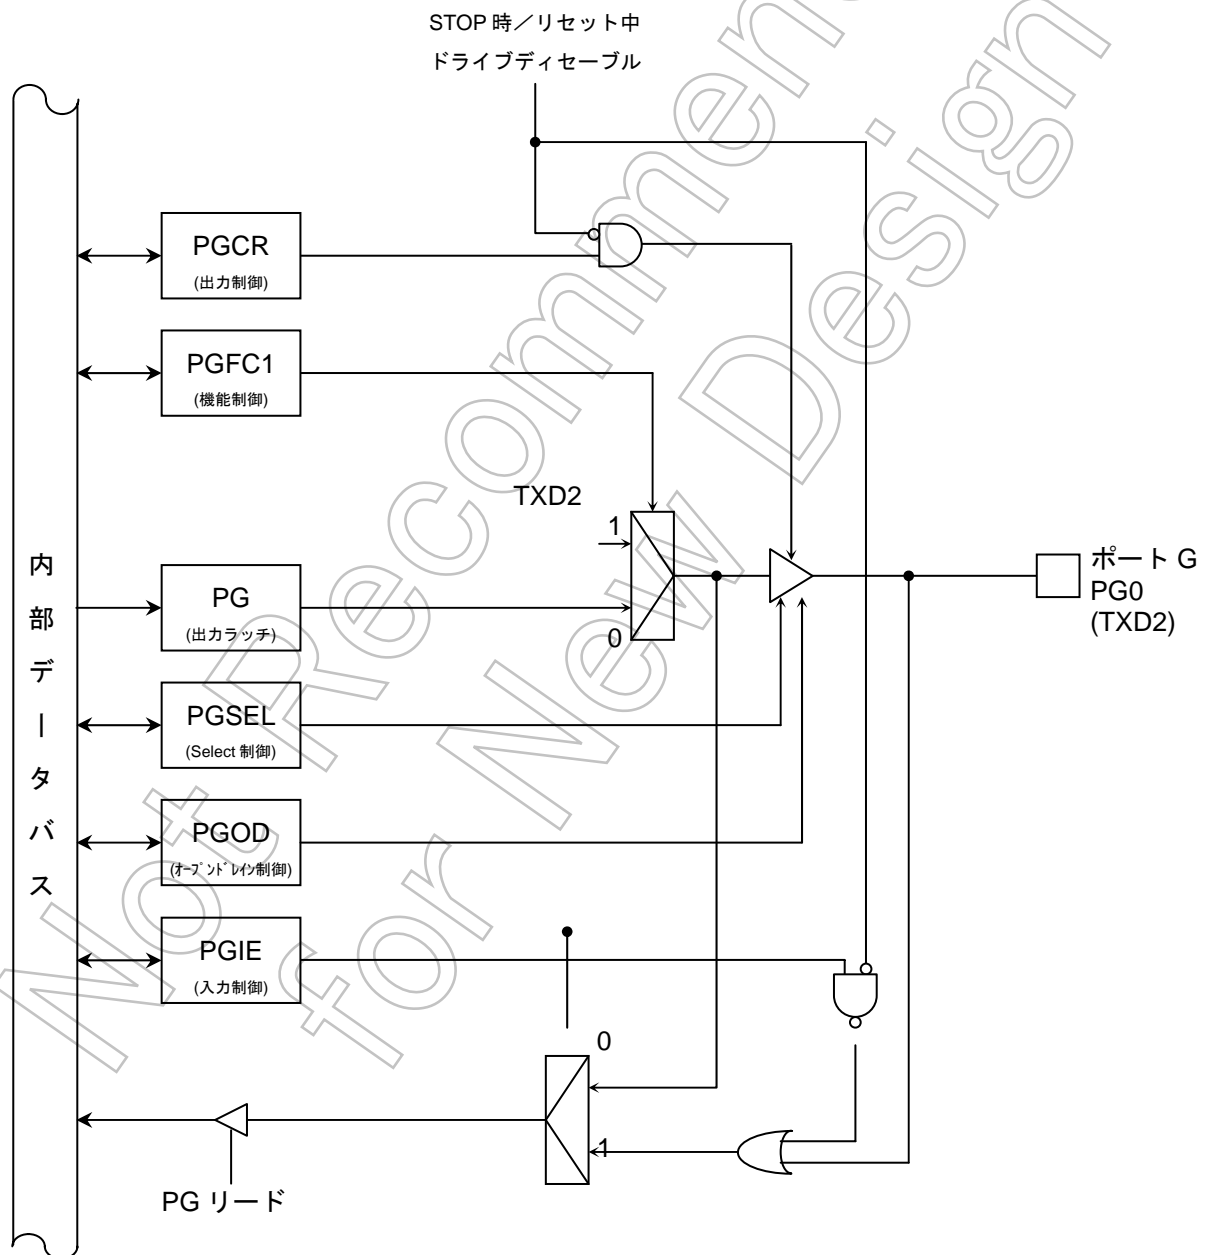 STOP 時／リセット中
ドライブディセーブル
PGCR
(出力制御)
PGFC1
(機能制御)
TXD2
1
内部データバス
PG
(出力ラッチ)
0
ポート G
PG0
(TXD2)
PGSEL
(Select 制御)
PGOD
(ｵｰﾌﾟﾝﾄﾞﾚｲﾝ制御)
PGIE
(入力制御)
0
1
PG リード
Not Recommen
for New Design